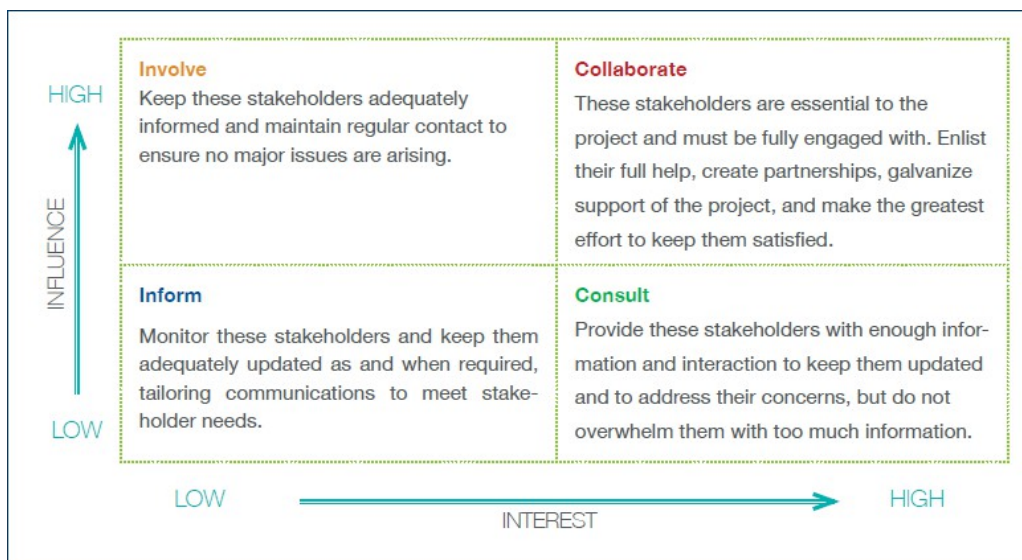 HIGH
INFLUENCE
LOW
Involve
Keep these stakeholders adequately
informed and maintain regular contact to
ensure no major issues are arising.
Collaborate
These stakeholders are essential to the
project and must be fully engaged with. Enlist
their full help, create partnerships, galvanize
support of the project, and make the greatest
effort to keep them satisfied.
Inform
Monitor these stakeholders and keep them
adequately updated as and when required,
tailoring communications to meet stake-
holder needs.
Consult
Provide these stakeholders with enough infor-
mation and interaction to keep them updated
and to address their concerns, but do not
overwhelm them with too much information.
LOW
INTEREST
HIGH